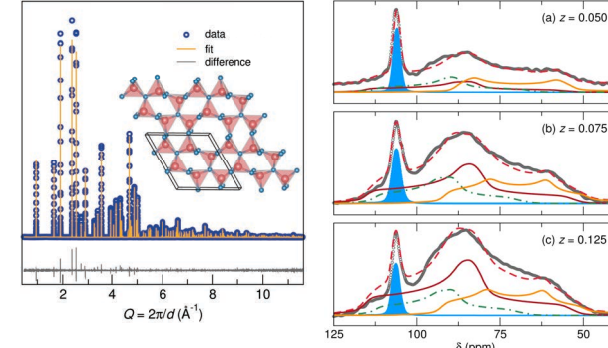 data
fit
difference
2 4 6 8 10
Q = 2π/d (Å⁻¹)
(a) z = 0.050
(b) z = 0.075
(c) z = 0.125
125 100 75 50
δ (ppm)